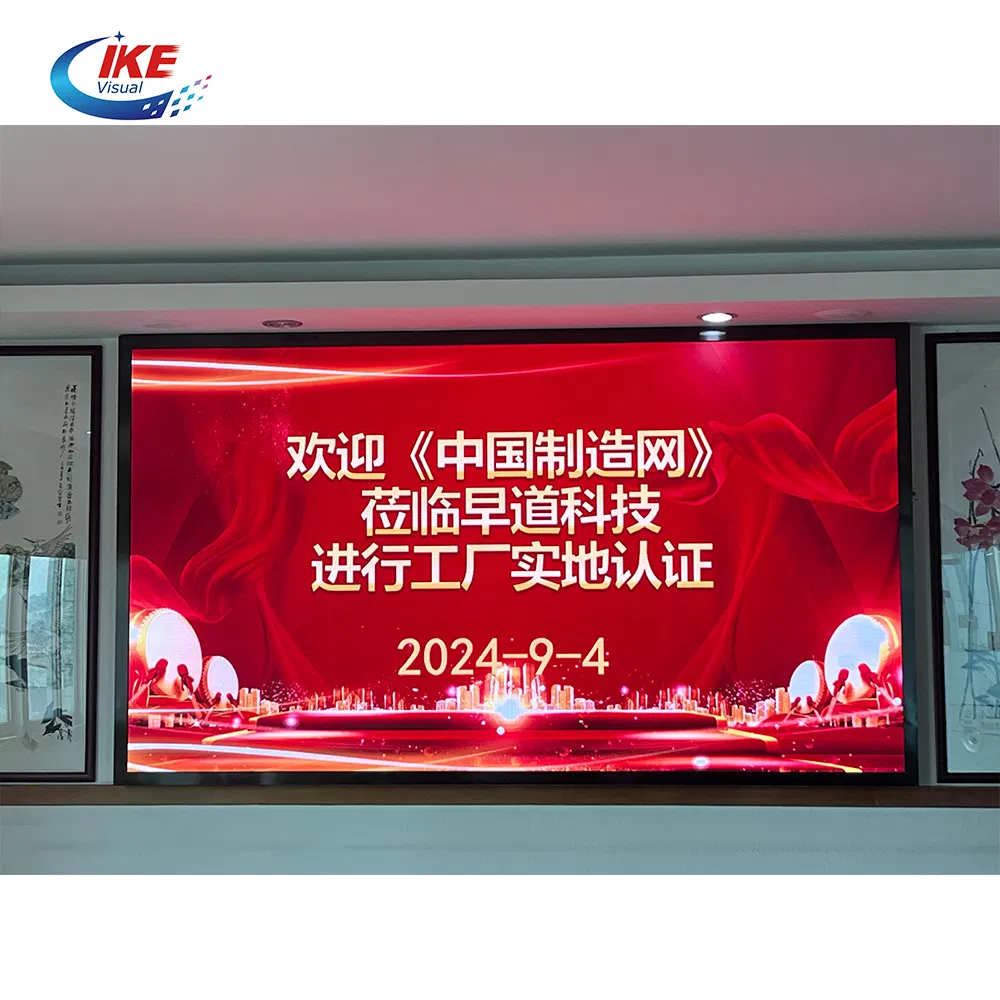 IKE
Visual
欢迎《中国制造网》
莅临早道科技
进行工厂实地认证
2024-9-4